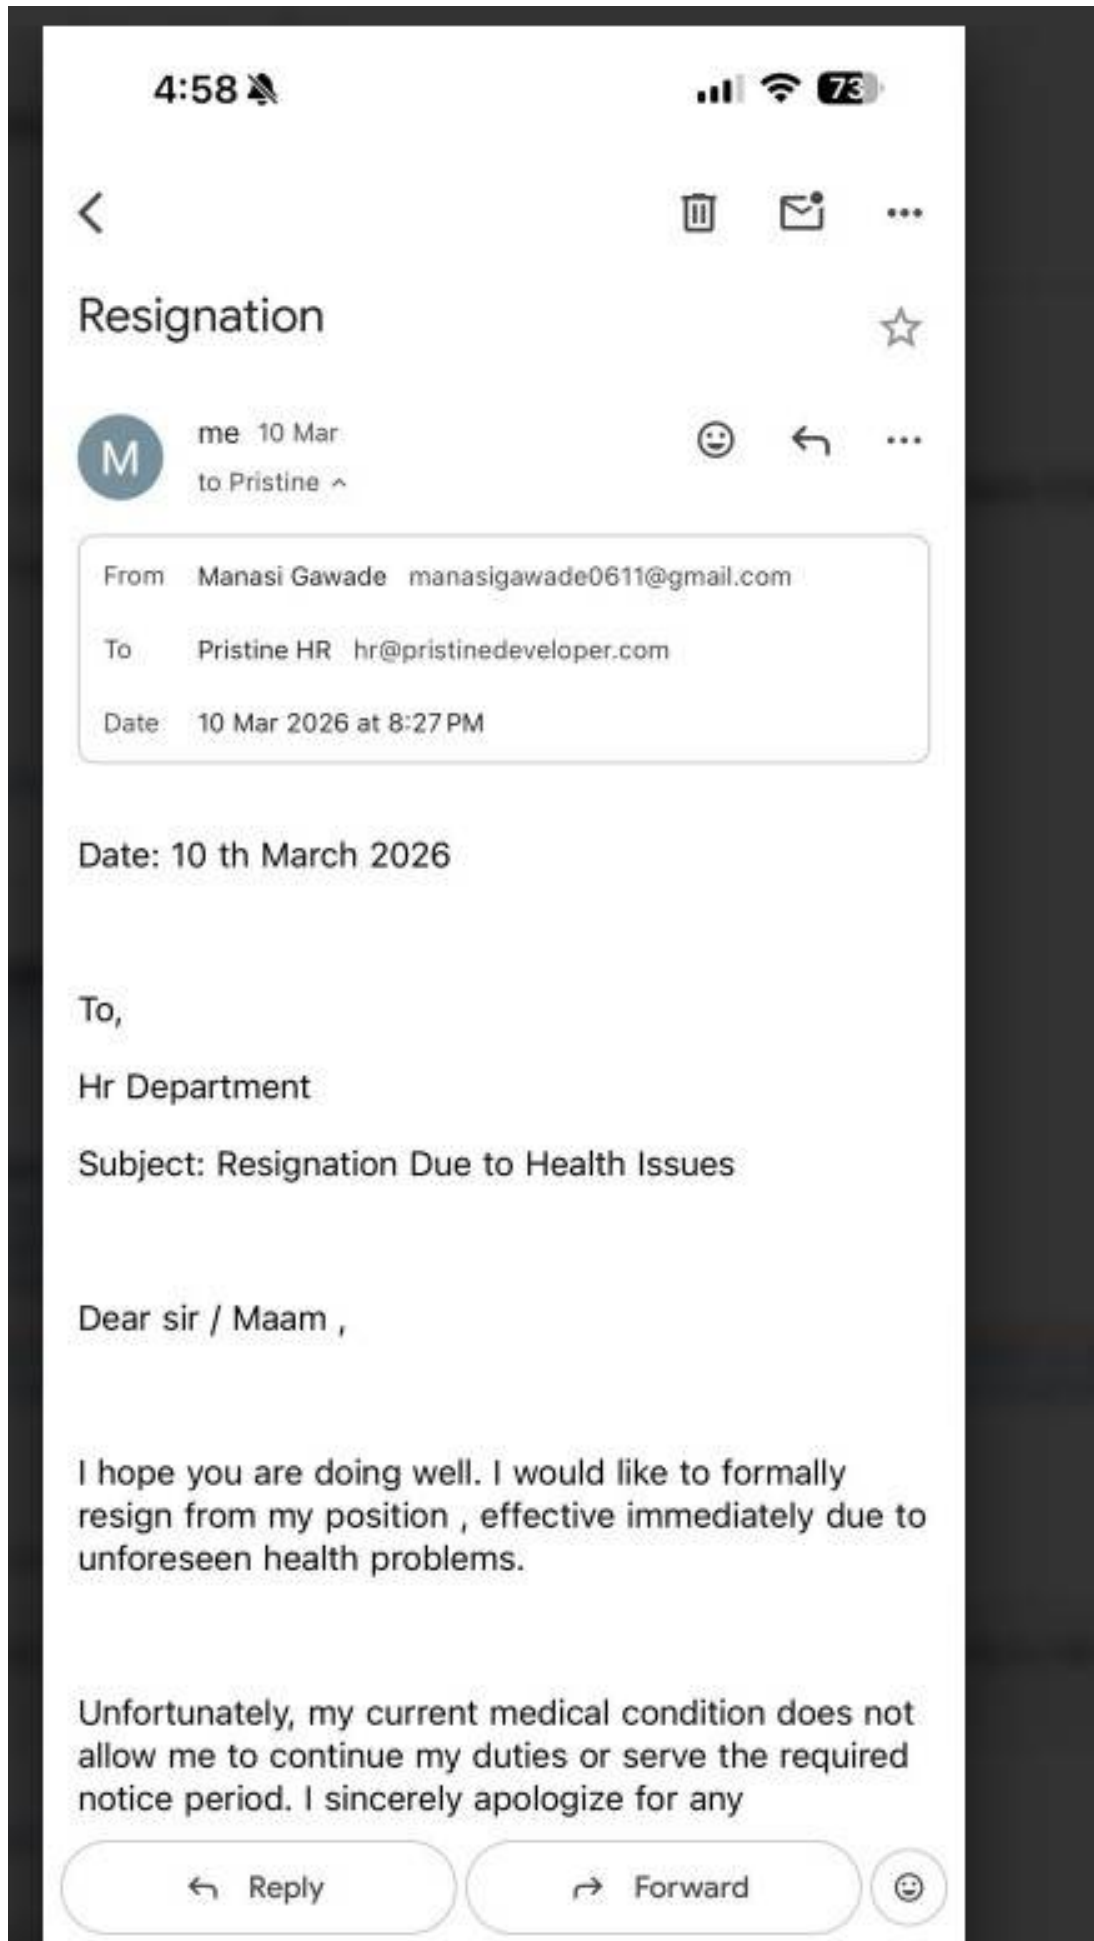 4:58
73
Resignation
me 10 Mar
M
to Pristine
From Manasi Gawade manasigawade0611@gmail.com
To Pristine HR hr@pristinedeveloper.com
Date 10 Mar 2026 at 8:27 PM
Date: 10 th March 2026
To,
Hr Department
Subject: Resignation Due to Health Issues
Dear sir / Maam ,
I hope you are doing well. I would like to formally
resign from my position , effective immediately due to
unforeseen health problems.
Unfortunately, my current medical condition does not
allow me to continue my duties or serve the required
notice period. I sincerely apologize for any
Reply Forward